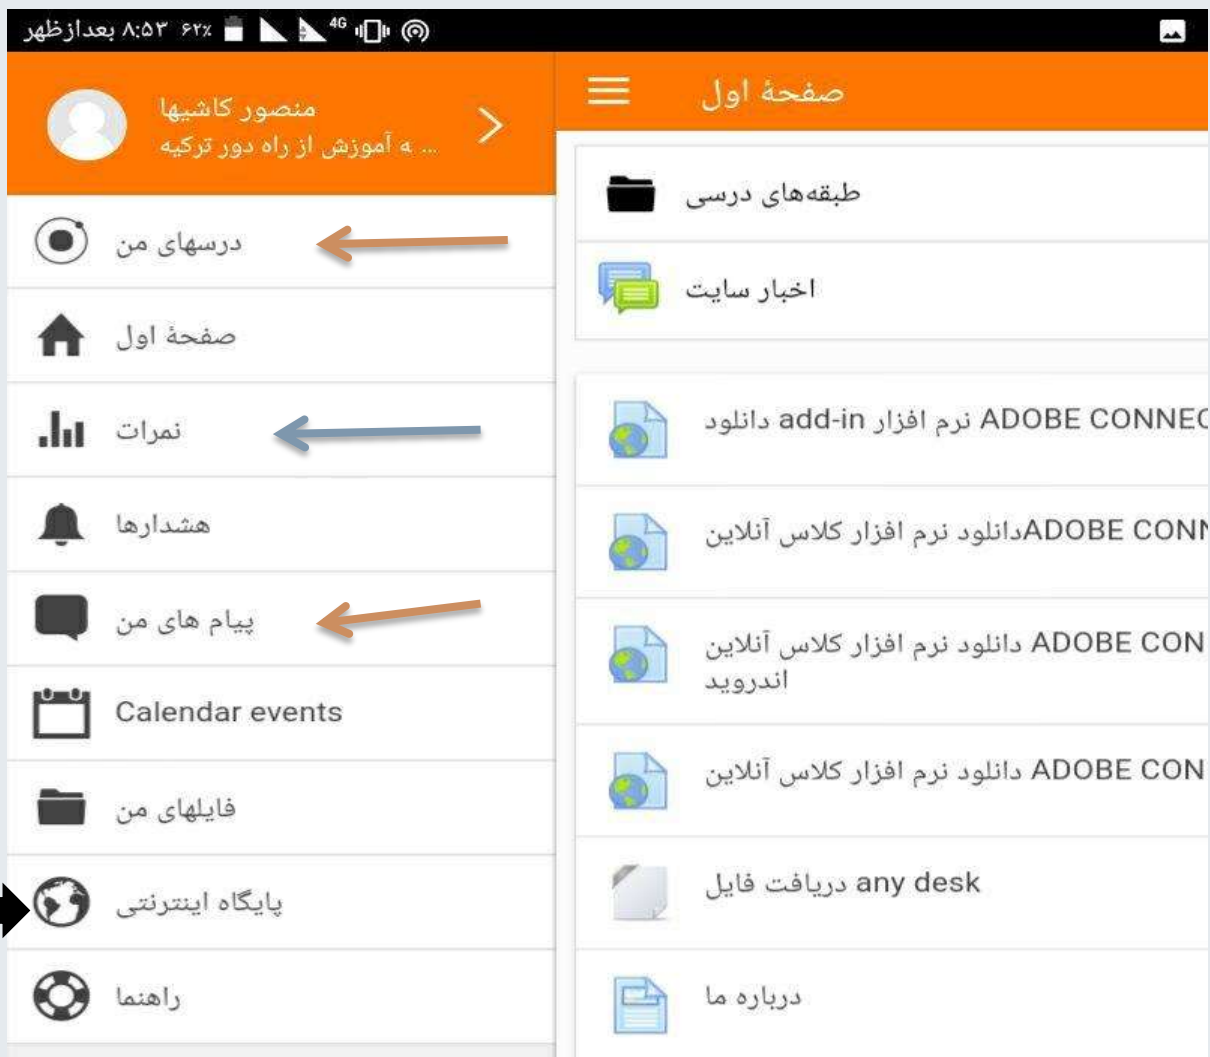 ۸:۵۳ بعدازظهر ۶۲٪ 4G
منصور کاشیها
... ه آموزش از راه دور ترکیه
درسهای من
صفحهٔ اول
نمرات
هشدارها
پیام های من
Calendar events
فایلهای من
پایگاه اینترنتی
راهنما
صفحهٔ اول
طبقه‌های درسی
اخبار سایت
دانلود add-in نرم افزار ADOBE CONNEC
دانلود نرم افزار کلاس آنلاینADOBE CONN
دانلود نرم افزار کلاس آنلاین ADOBE CON
اندروید
دانلود نرم افزار کلاس آنلاین ADOBE CON
دریافت فایل any desk
درباره ما